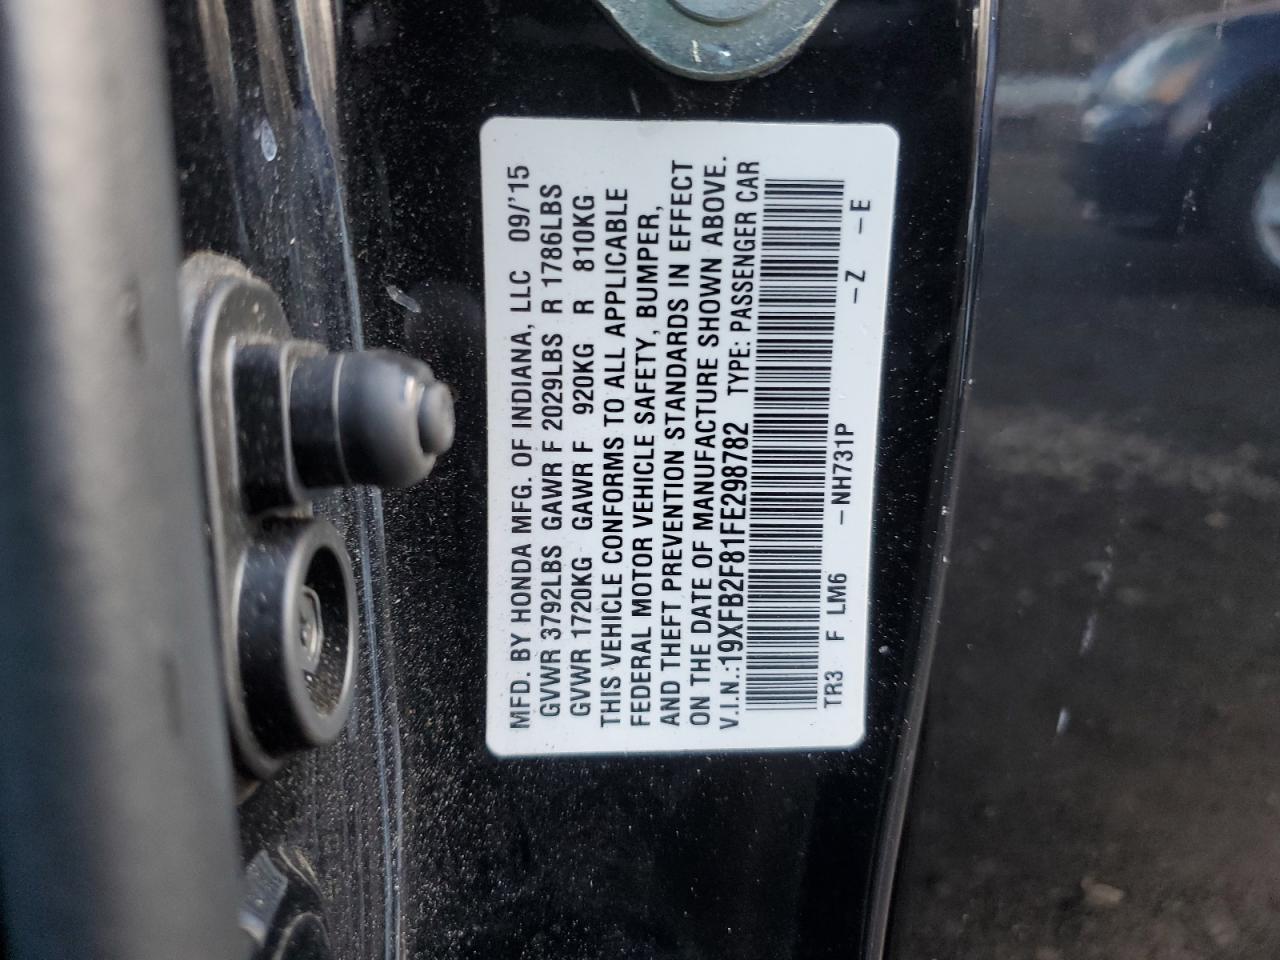 MFD. BY HONDA MFG. OF INDIANA, LLC 09/'15
GVWR 3792LBS GAWR F 2029LBS R 1786LBS
GVWR 1720KG GAWR F 920KG R 810KG
THIS VEHICLE CONFORMS TO ALL APPLICABLE
FEDERAL MOTOR VEHICLE SAFETY, BUMPER,
AND THEFT PREVENTION STANDARDS IN EFFECT
ON THE DATE OF MANUFACTURE SHOWN ABOVE.
V.I.N.:19XFB2F81FE298782 TYPE: PASSENGER CAR
TR3 F LM6 -NH731P -Z -E